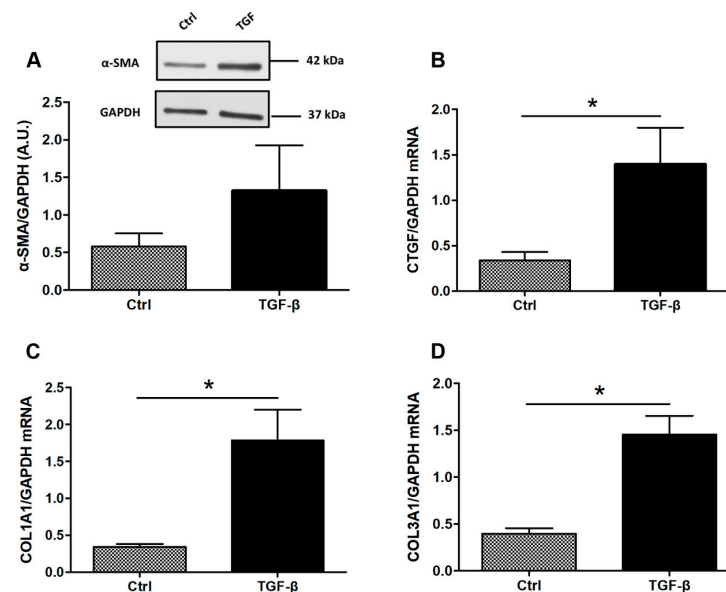 A
Ctrl TGF
α-SMA 42 kDa
GAPDH 37 kDa
α-SMA/GAPDH (A.U.)
2.5
2.0
1.5
1.0
0.5
0.0
Ctrl TGF-β
B
*
CTGF/GAPDH mRNA
2.0
1.5
1.0
0.5
0.0
Ctrl TGF-β
C
*
COL1A1/GAPDH mRNA
2.5
2.0
1.5
1.0
0.5
0.0
Ctrl TGF-β
D
*
COL3A1/GAPDH mRNA
2.0
1.5
1.0
0.5
0.0
Ctrl TGF-β